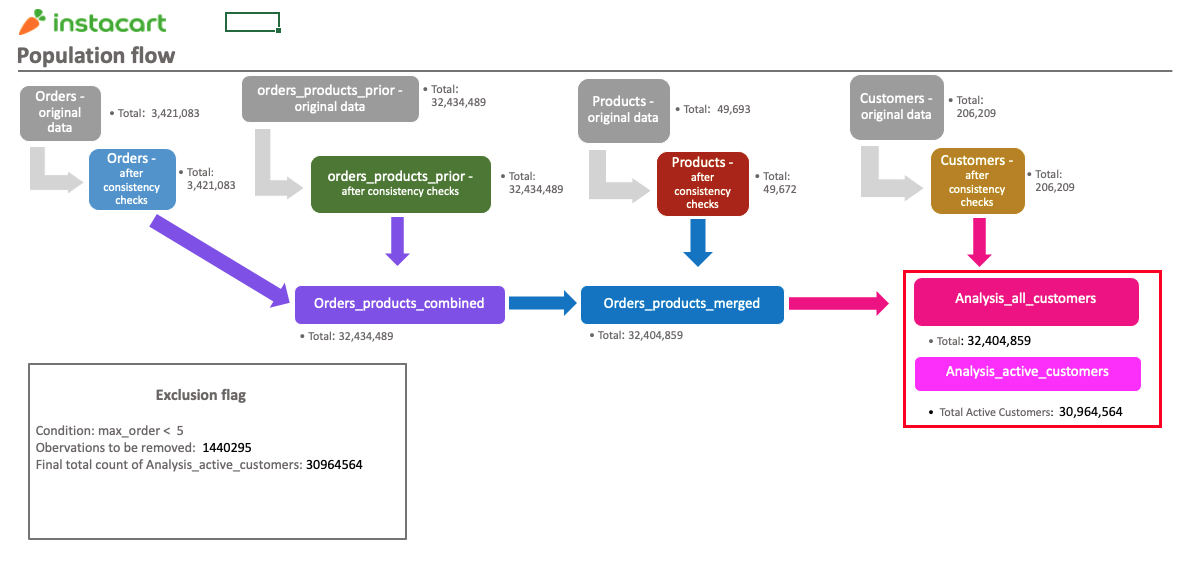 instacart
Population flow
Orders -
original
data
• Total: 3,421,083
orders_products_prior -
original data
• Total:
32,434,489
Products -
original data
• Total: 49,693
Customers -
original data
• Total:
206,209
Orders -
after
consistency
checks
• Total:
3,421,083
orders_products_prior -
after consistency checks
• Total:
32,434,489
Products -
after
consistency
checks
• Total:
49,672
Customers -
after
consistency
checks
• Total:
206,209
Orders_products_combined
• Total: 32,434,489
Orders_products_merged
• Total: 32,404,859
Analysis_all_customers
• Total: 32,404,859
Analysis_active_customers
• Total Active Customers: 30,964,564
Exclusion flag
Condition: max_order < 5
Obervations to be removed: 1440295
Final total count of Analysis_active_customers: 30964564